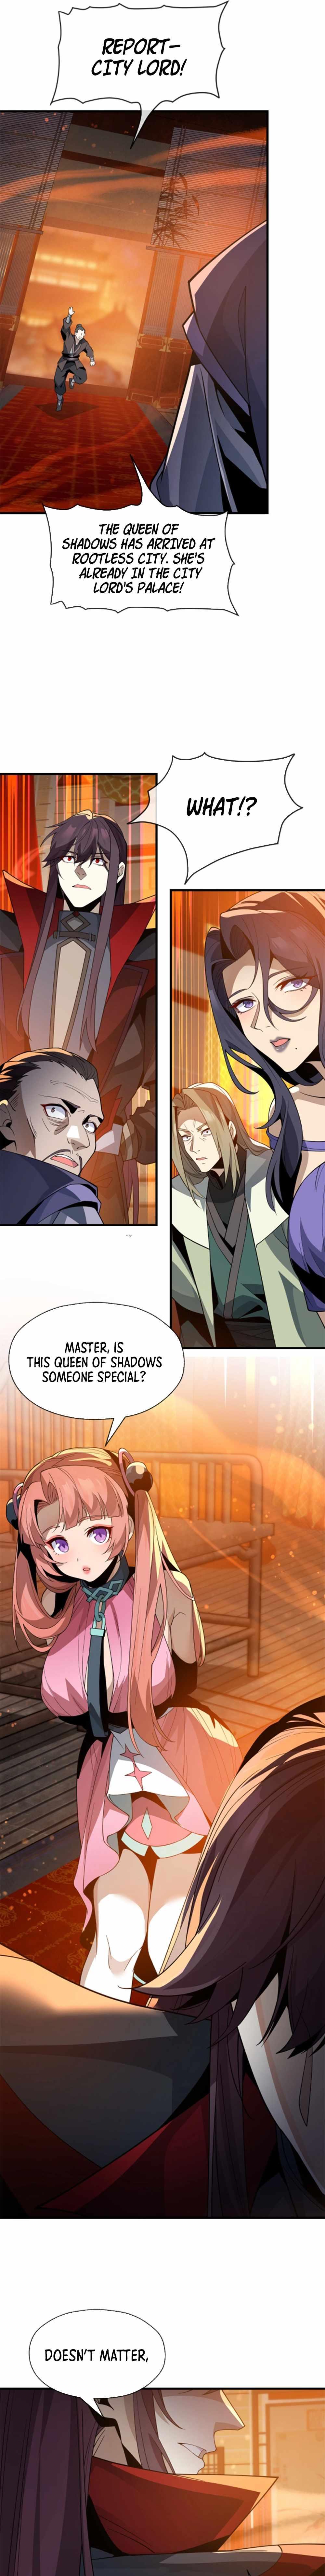 REPORT-
CITY LORD!
THE QUEEN OF
SHADOWS HAS ARRIVED AT
ROOTLESS CITY. SHE'S
ALREADY IN THE CITY
LORD'S PALACE!
WHAT!?
MASTER, IS
THIS QUEEN OF SHADOWS
SOMEONE SPECIAL?
DOESN'T MATTER,